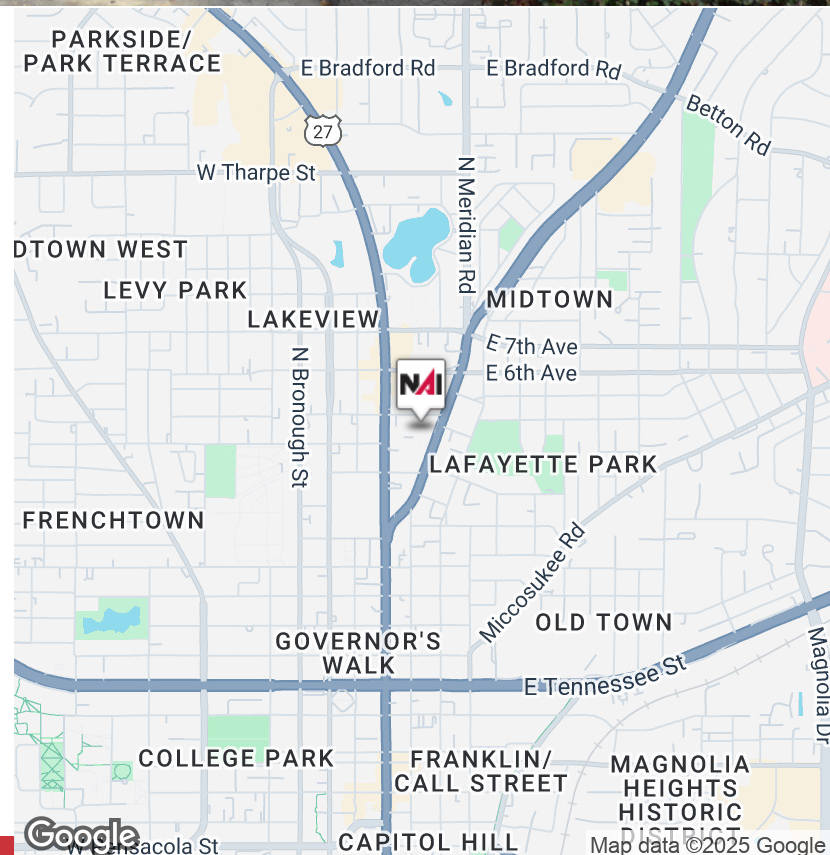 PARKSIDE/
PARK TERRACE
E Bradford Rd
E Bradford Rd
27
Betton Rd
W Tharpe St
N Meridian Rd
DTOWN WEST
LEVY PARK
MIDTOWN
LAKEVIEW
E 7th Ave
E 6th Ave
N Bronough St
NAI
LAFAYETTE PARK
FRENCHTOWN
Miccosukee Rd
OLD TOWN
GOVERNOR'S
WALK
E Tennessee St
Magnolia Dr
COLLEGE PARK
FRANKLIN/
CALL STREET
MAGNOLIA
HEIGHTS
HISTORIC
DISTRICT
CAPITOL HILL
Google
W Pensacola St
Map data ©2025 Google